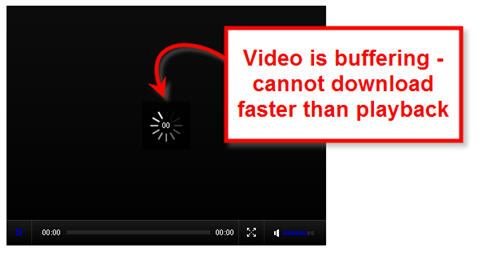 Video is buffering -
cannot download
faster than playback
00
00:00 00:00